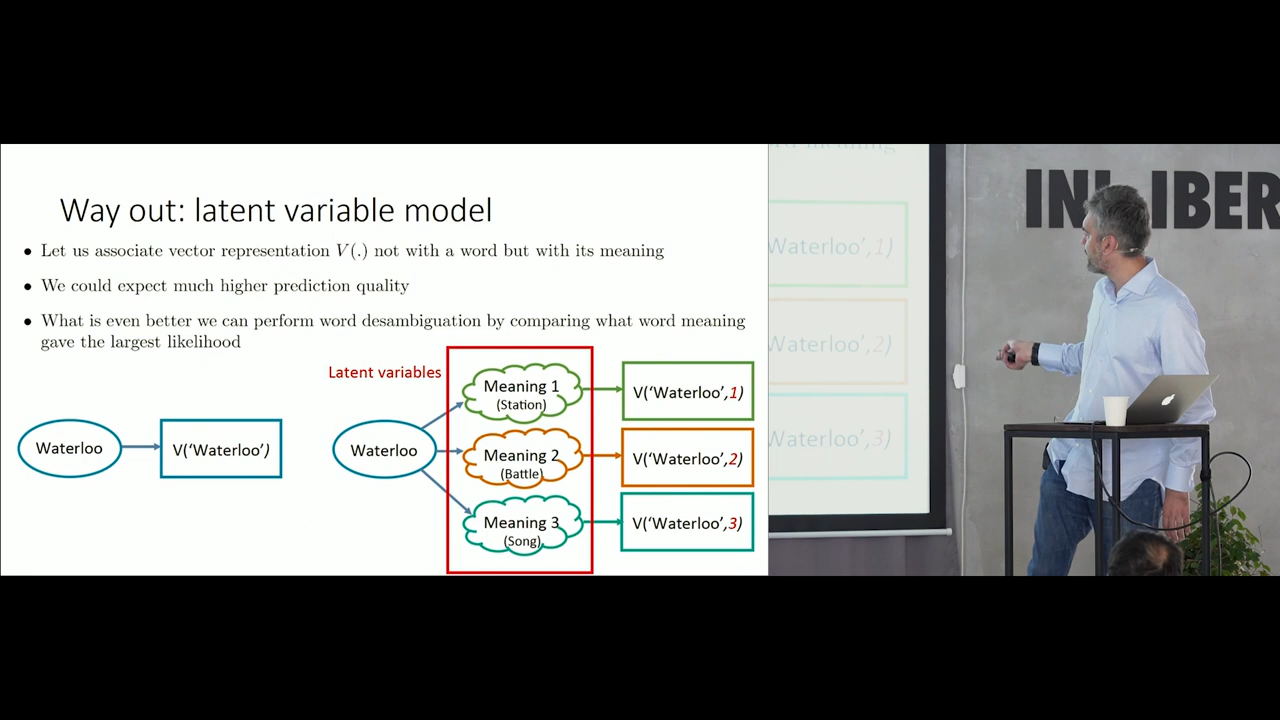 Way out: latent variable model
• Let us associate vector representation V(.) not with a word but with its meaning
• We could expect much higher prediction quality
• What is even better we can perform word desambiguation by comparing what word meaning
gave the largest likelihood
Latent variables
Waterloo
V('Waterloo')
Waterloo
Meaning 1
(Station)
V('Waterloo',1)
Meaning 2
(Battle)
V('Waterloo',2)
Meaning 3
(Song)
V('Waterloo',3)
Waterloo',1)
Waterloo',2)
Waterloo',3)
IBER